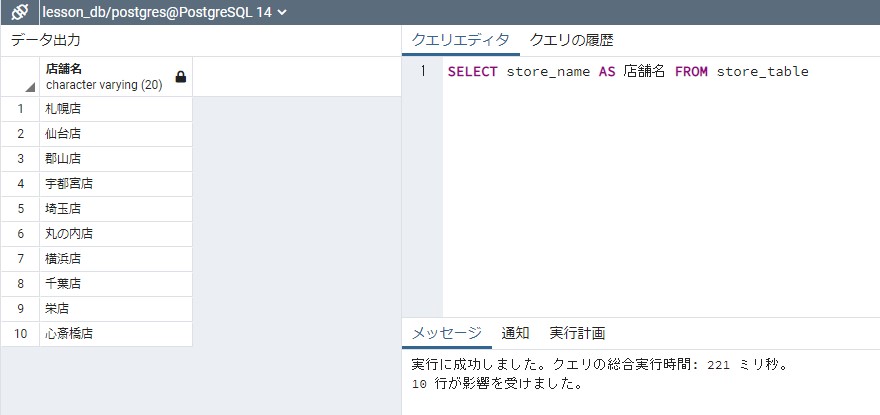 lesson_db/postgres@PostgreSQL 14
データ出力
店舗名
character varying (20)
1 札幌店
2 仙台店
3 郡山店
4 宇都宮店
5 埼玉店
6 丸の内店
7 横浜店
8 千葉店
9 栄店
10 心斎橋店
クエリエディタ クエリの履歴
1 SELECT store_name AS 店舗名 FROM store_table
メッセージ 通知 実行計画
実行に成功しました。クエリの総合実行時間: 221 ミリ秒。
10 行が影響を受けました。